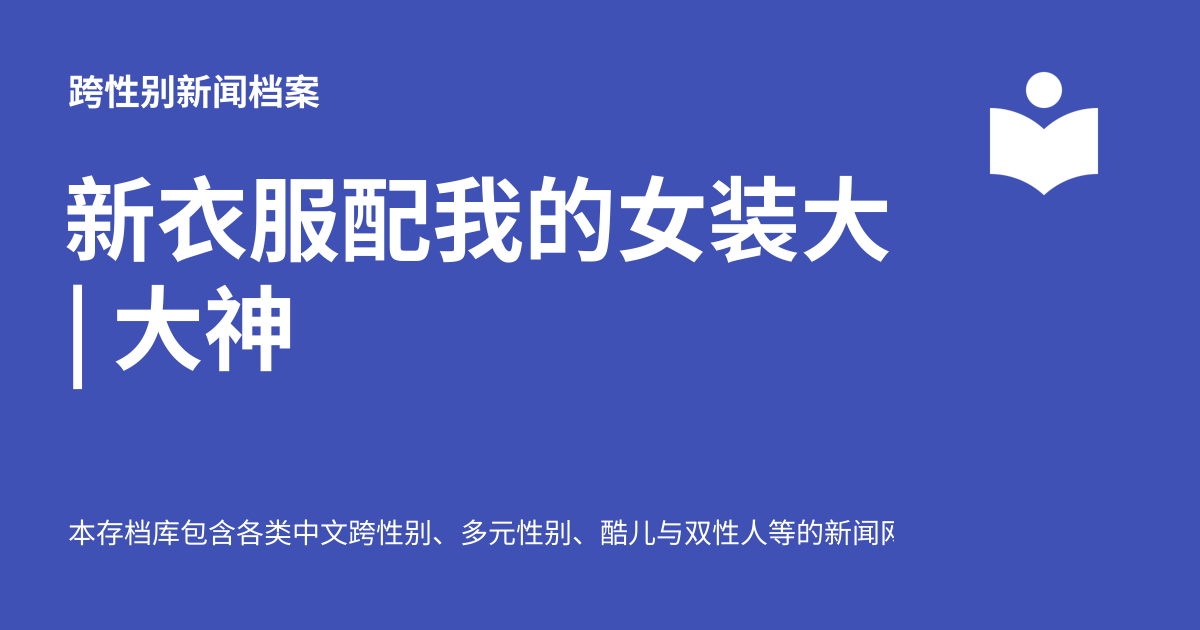 跨性别新闻档案
新衣服配我的女装大
| 大神
本存档库包含各类中文跨性别、多元性别、酷儿与双性人等的新闻网